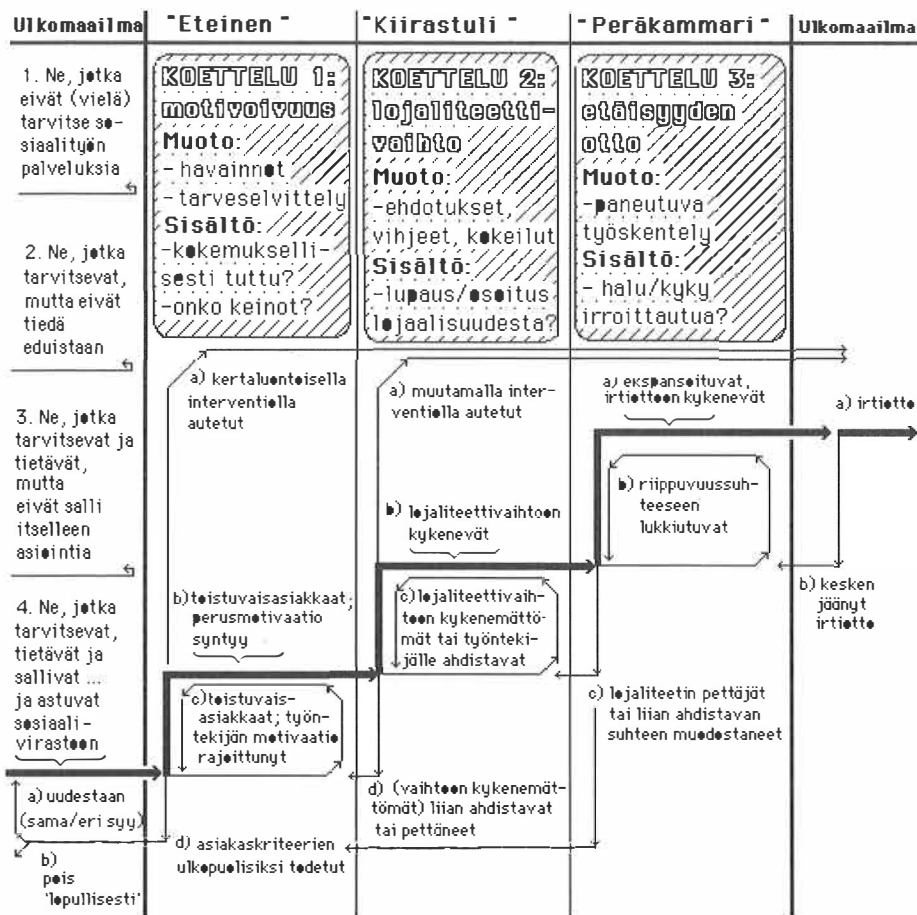 Ulkomaailma
"Eteinen"
"Kiirastuli"
"Peräkammari"
Ulkomaailma
1. Ne, jotka
eivät (vielä)
tarvitse so-
siaalityön
palveluksia
2. Ne, jotka
tarvitsevat,
mutta eivät
tiedä
eduistaan
3. Ne, jotka
tarvitsevat ja
tietävät,
mutta
eivät salli
itselleen
asiointia
4. Ne, jotka
tarvitsevat,
tietävät ja
sallivat ...
ja astuvat
sosiaali-
virastoon
a) uudestaan
(sama/eri syy)
b)
pois
'lopullisesti'
KOETTELU 1:
motivoivuus
Muoto:
- havainnot
- tarveselvittely
Sisältö:
-kokemukselli-
sesti tuttu?
-onko keinot?
a) kertaluontoisella
interventiolla
autetut
b) toistuvaisasiakkaat;
perusmotivaatio
syntyy
c) toistuvais-
asiakkaat; työn-
tekijän motivaatio
rajoittunyt
d) asiakaskriteerien
ulkopuolisiksi todetut
KOETTELU 2:
lojaliteetti-
vaihto
Muoto:
-ehdotukset,
vihjeet, kokeilut
Sisältö:
-lupaus/osoitus
lojaalisuudesta?
a) muutamalla inter-
ventiolla autetut
b) lojaliteettivaihtoon
kykenevät
c) lojaliteettivaih-
toon kykenemättö-
mät tai työnteki-
jälle ahdistavat
d) (vaihtoon kykenemät-
tömät) liian ahdistavat
tai pettäneet
KOETTELU 3:
etäisyyden
otto
Muoto:
-paneutuva
työskentely
Sisältö:
- halu/kyky
irroittautua?
a) ekspansoituvat,
irtiottoon kykenevät
b) riippuvuussuh-
teeseen
lukkiutuvat
c) lojaliteetin pettäjät
tai liian ahdistavan
suhteen muodostaneet
a) irtiotto
b) kesken
jäänyt
irtiotto